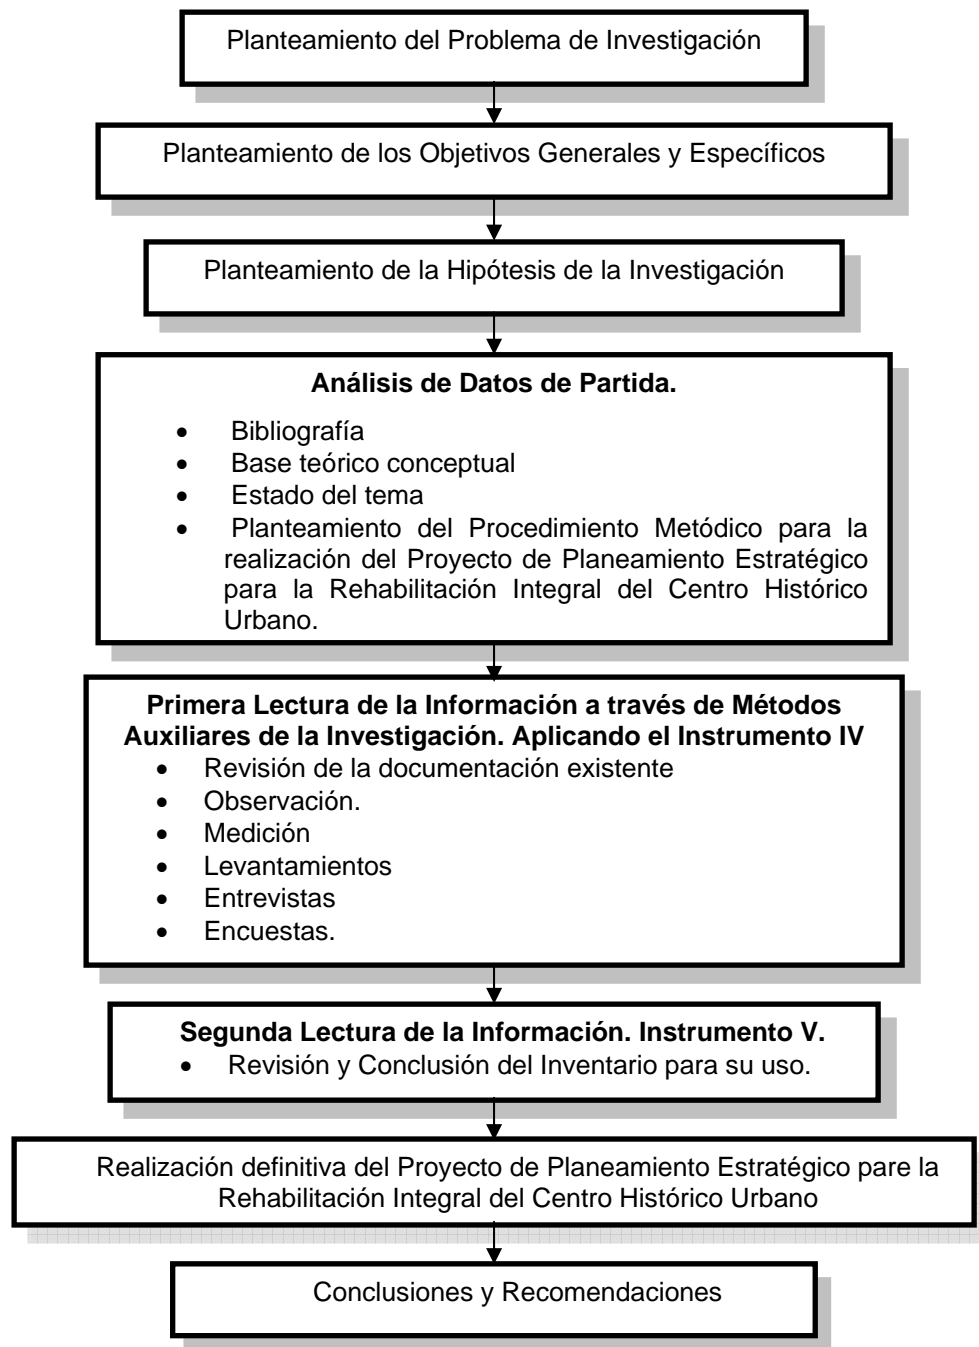 Planteamiento del Problema de Investigación
Planteamiento de los Objetivos Generales y Específicos
Planteamiento de la Hipótesis de la Investigación
Análisis de Datos de Partida.
• Bibliografía
• Base teórico conceptual
• Estado del tema
• Planteamiento del Procedimiento Metódico para la
realización del Proyecto de Planeamiento Estratégico
para la Rehabilitación Integral del Centro Histórico
Urbano.
Primera Lectura de la Información a través de Métodos
Auxiliares de la Investigación. Aplicando el Instrumento IV
• Revisión de la documentación existente
• Observación.
• Medición
• Levantamientos
• Entrevistas
• Encuestas.
Segunda Lectura de la Información. Instrumento V.
• Revisión y Conclusión del Inventario para su uso.
Realización definitiva del Proyecto de Planeamiento Estratégico pare la
Rehabilitación Integral del Centro Histórico Urbano
Conclusiones y Recomendaciones